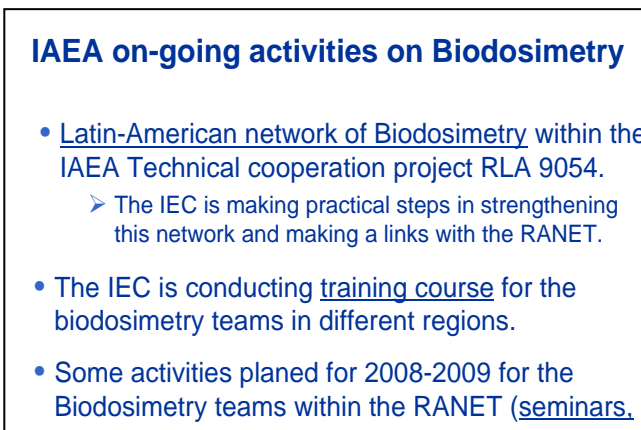 IAEA on-going activities on Biodosimetry
• Latin-American network of Biodosimetry within the
IAEA Technical cooperation project RLA 9054.
➢ The IEC is making practical steps in strengthening
this network and making a links with the RANET.
• The IEC is conducting training course for the
biodosimetry teams in different regions.
• Some activities planed for 2008-2009 for the
Biodosimetry teams within the RANET (seminars,